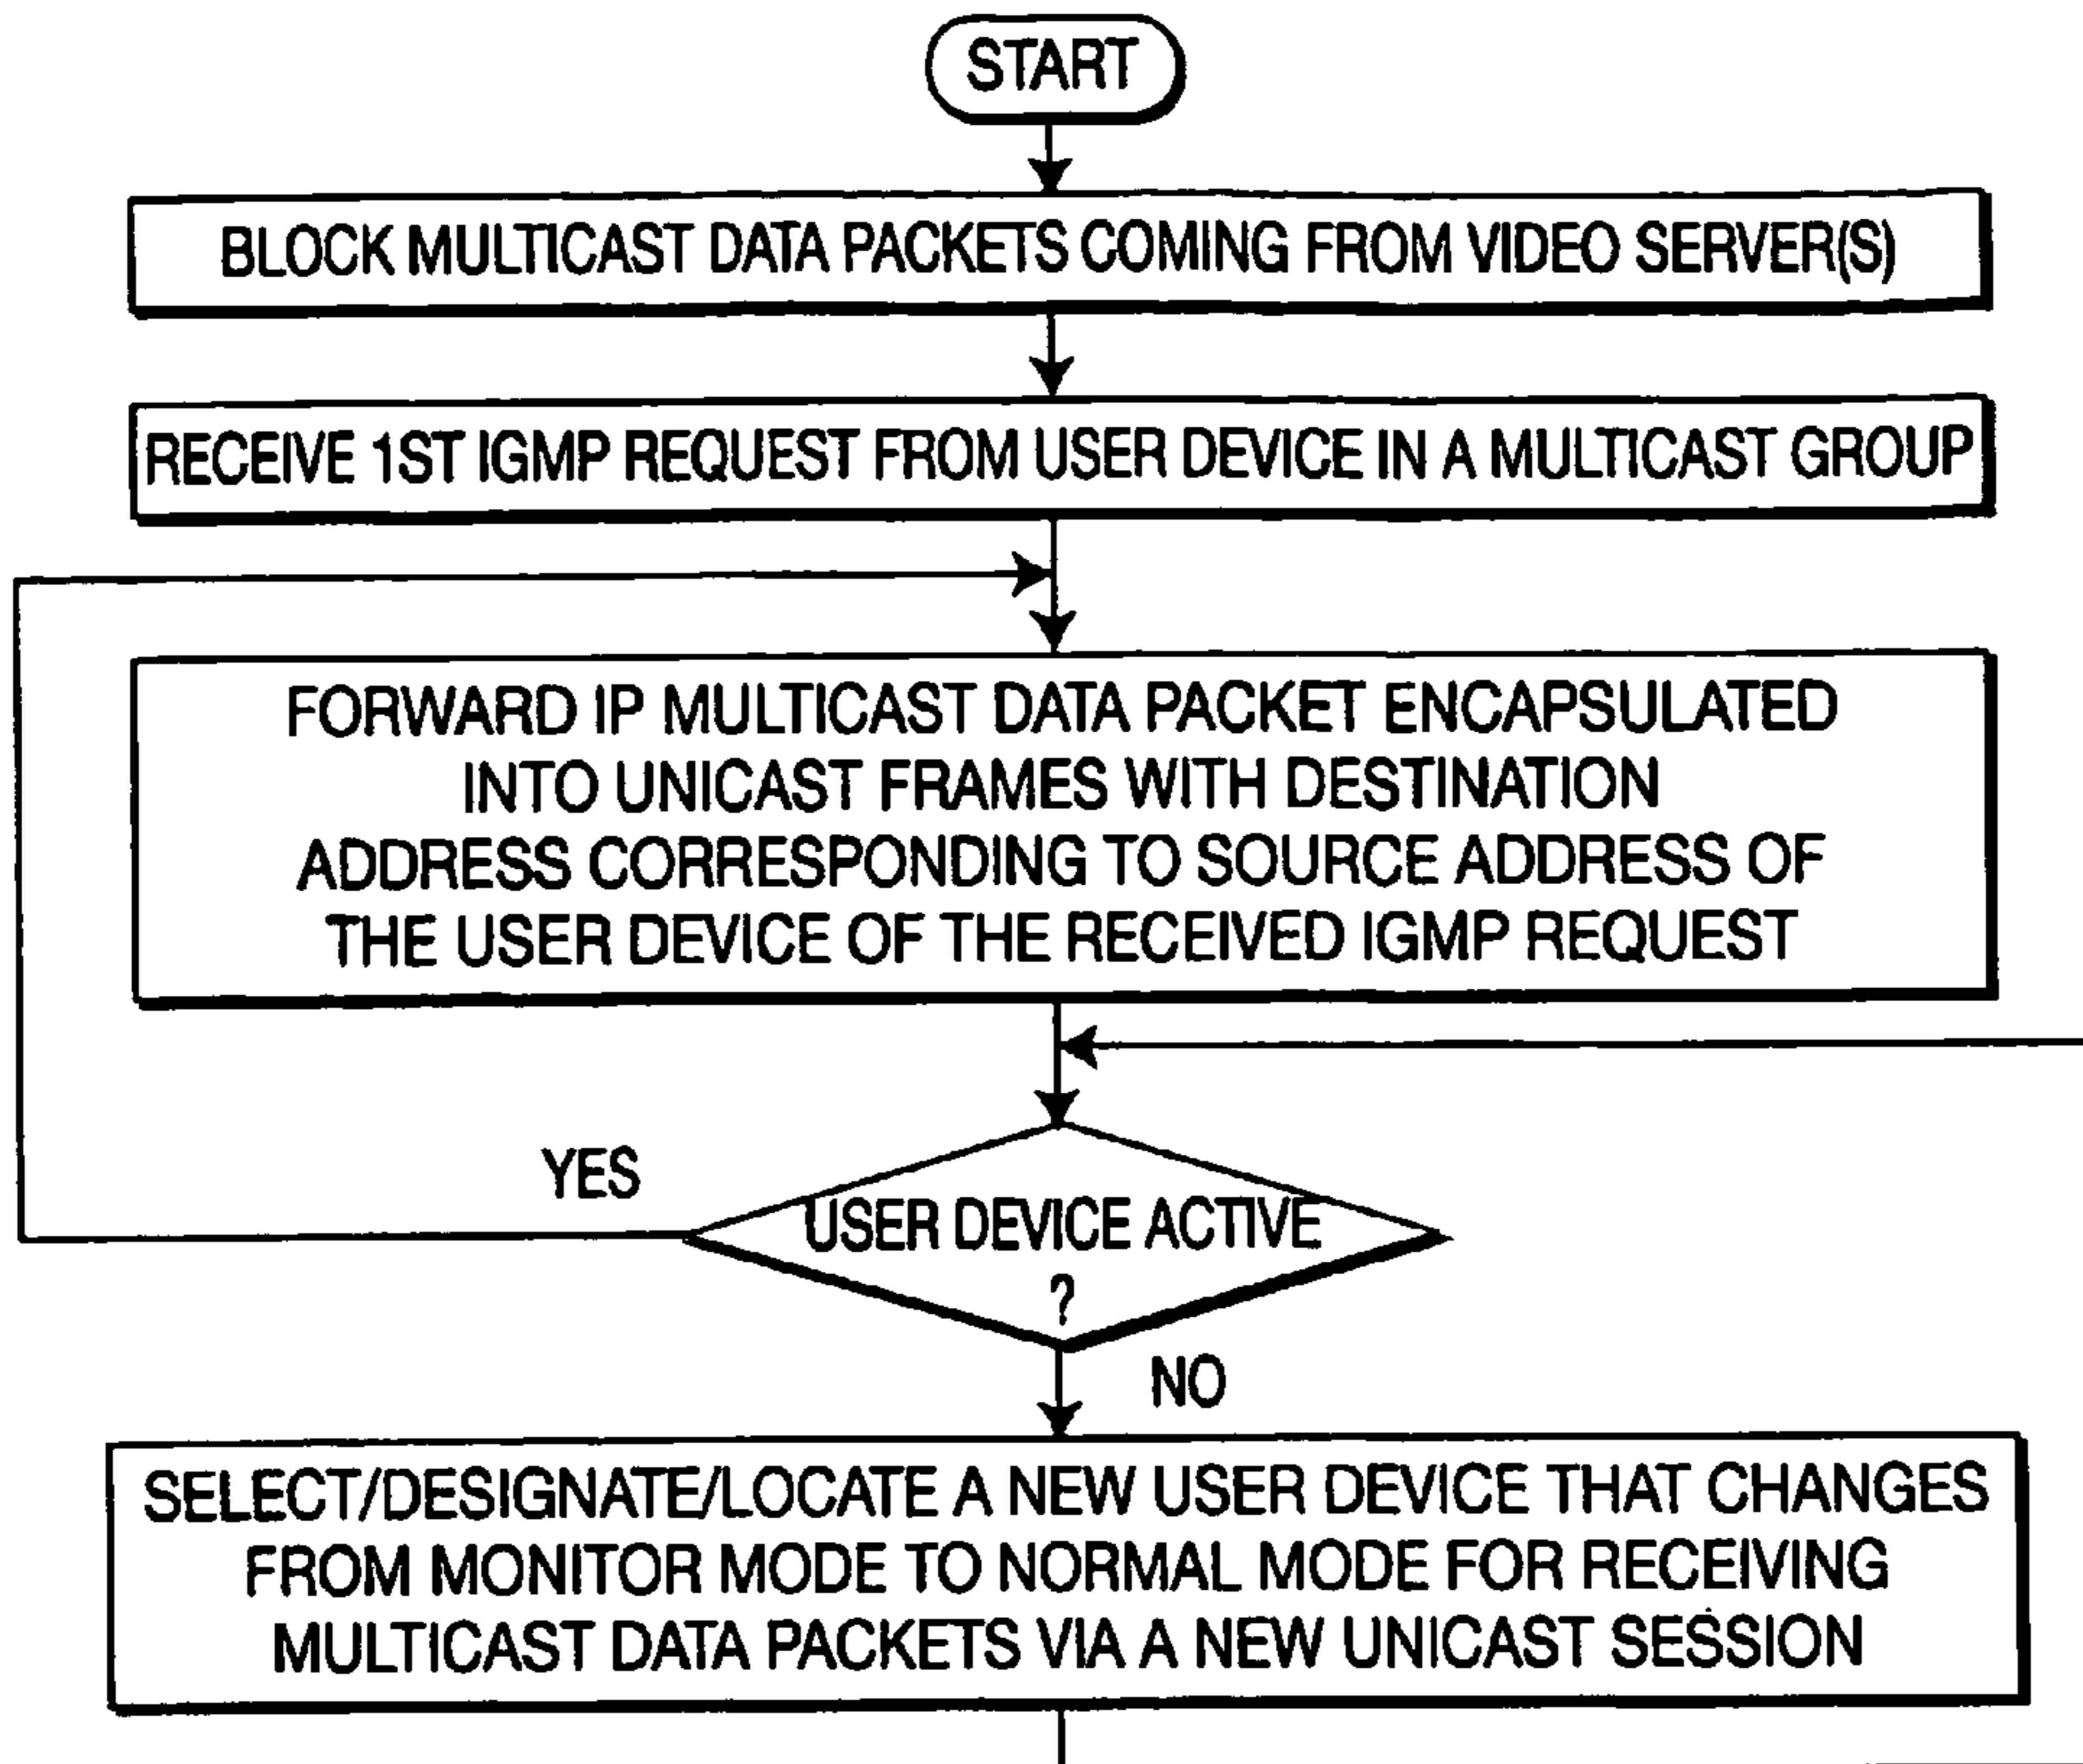 START
BLOCK MULTICAST DATA PACKETS COMING FROM VIDEO SERVER(S)
RECEIVE 1ST IGMP REQUEST FROM USER DEVICE IN A MULTICAST GROUP
FORWARD IP MULTICAST DATA PACKET ENCAPSULATED
INTO UNICAST FRAMES WITH DESTINATION
ADDRESS CORRESPONDING TO SOURCE ADDRESS OF
THE USER DEVICE OF THE RECEIVED IGMP REQUEST
YES
USER DEVICE ACTIVE
?
NO
SELECT/DESIGNATE/LOCATE A NEW USER DEVICE THAT CHANGES
FROM MONITOR MODE TO NORMAL MODE FOR RECEIVING
MULTICAST DATA PACKETS VIA A NEW UNICAST SESSION